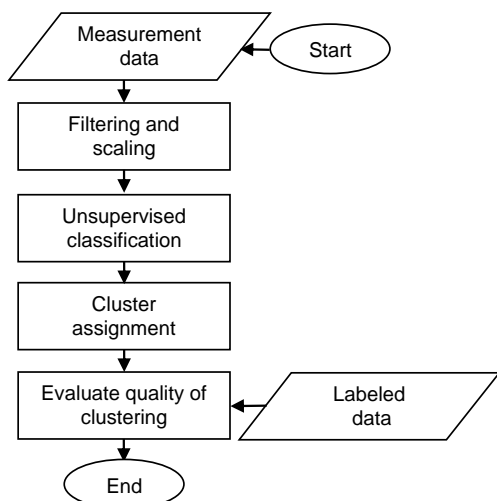 Measurement
data
Start
Filtering and
scaling
Unsupervised
classification
Cluster
assignment
Evaluate quality of
clustering
Labeled
data
End